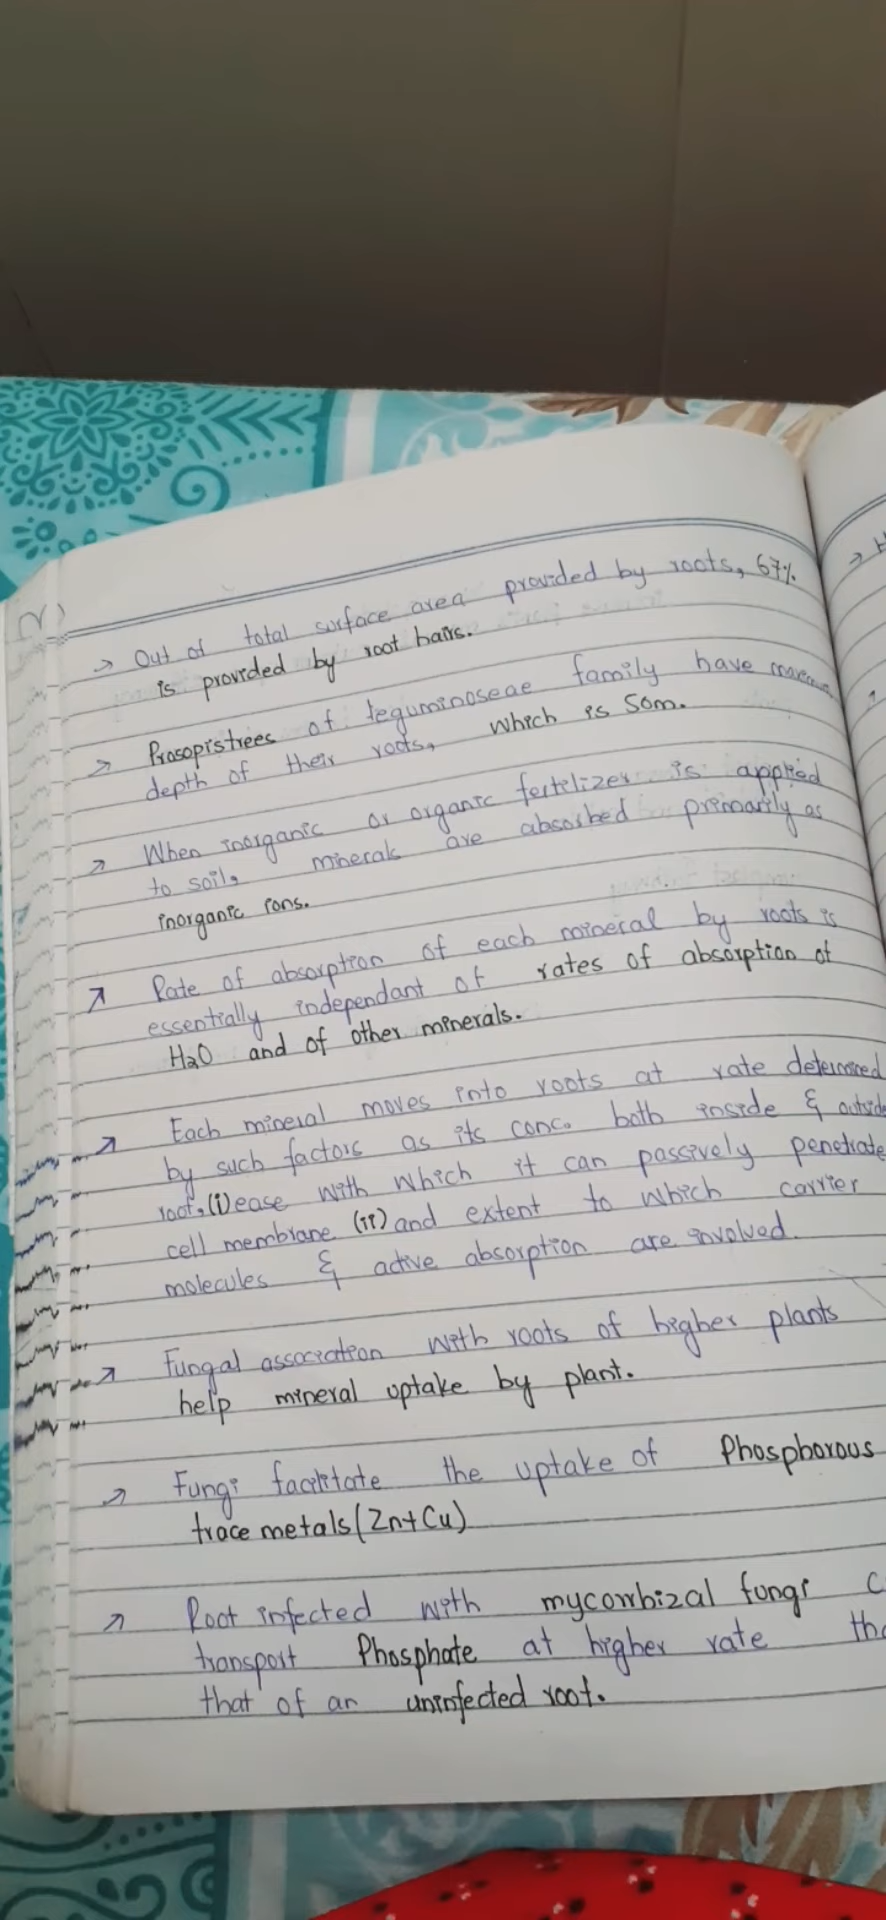 (V)
→ Out of total surface area provided by roots, 67%
is provided by root hairs.
→ Prosopistrees of leguminoseae family have
depth of their roots, which is 50m.
→ When inorganic or organic fertelizer is applied
to soil, minerals are absorbed primarily as
inorganic ions.
→ Rate of absorption of each mineral by roots is
essentially independant of rates of absorption of
H2O and of other minerals.
→ Each mineral moves into roots at rate determined
by such factors as its conc. both inside & outside
root, (i) ease with which it can passively penetrate
cell membrane (ii) and extent to which carrier
molecules & active absorption are involved.
→ Fungal association with roots of higher plants
help mineral uptake by plant.
→ Fungi facilitate the uptake of Phosphorous
trace metals (Zn+Cu)
→ Root infected with mycorrhizal fungi c
transport Phosphate at higher rate tha
that of an uninfected root.
→ H